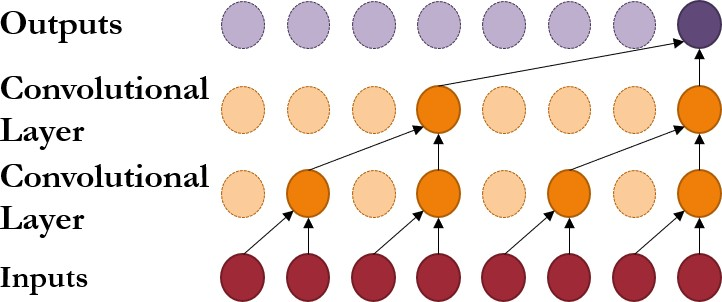 Outputs
Convolutional
Layer
Convolutional
Layer
Inputs